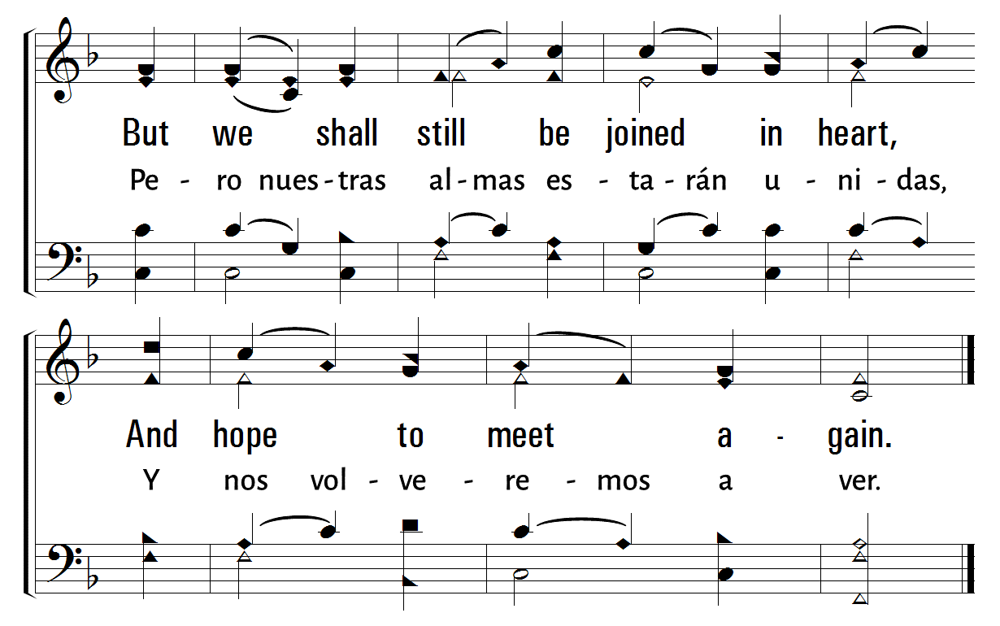 But we shall still be joined in heart,
Pe - ro nues - tras al - mas es - ta - rán u - ni - das,
And hope to meet a - gain.
Y nos vol - ve - re - mos a ver.